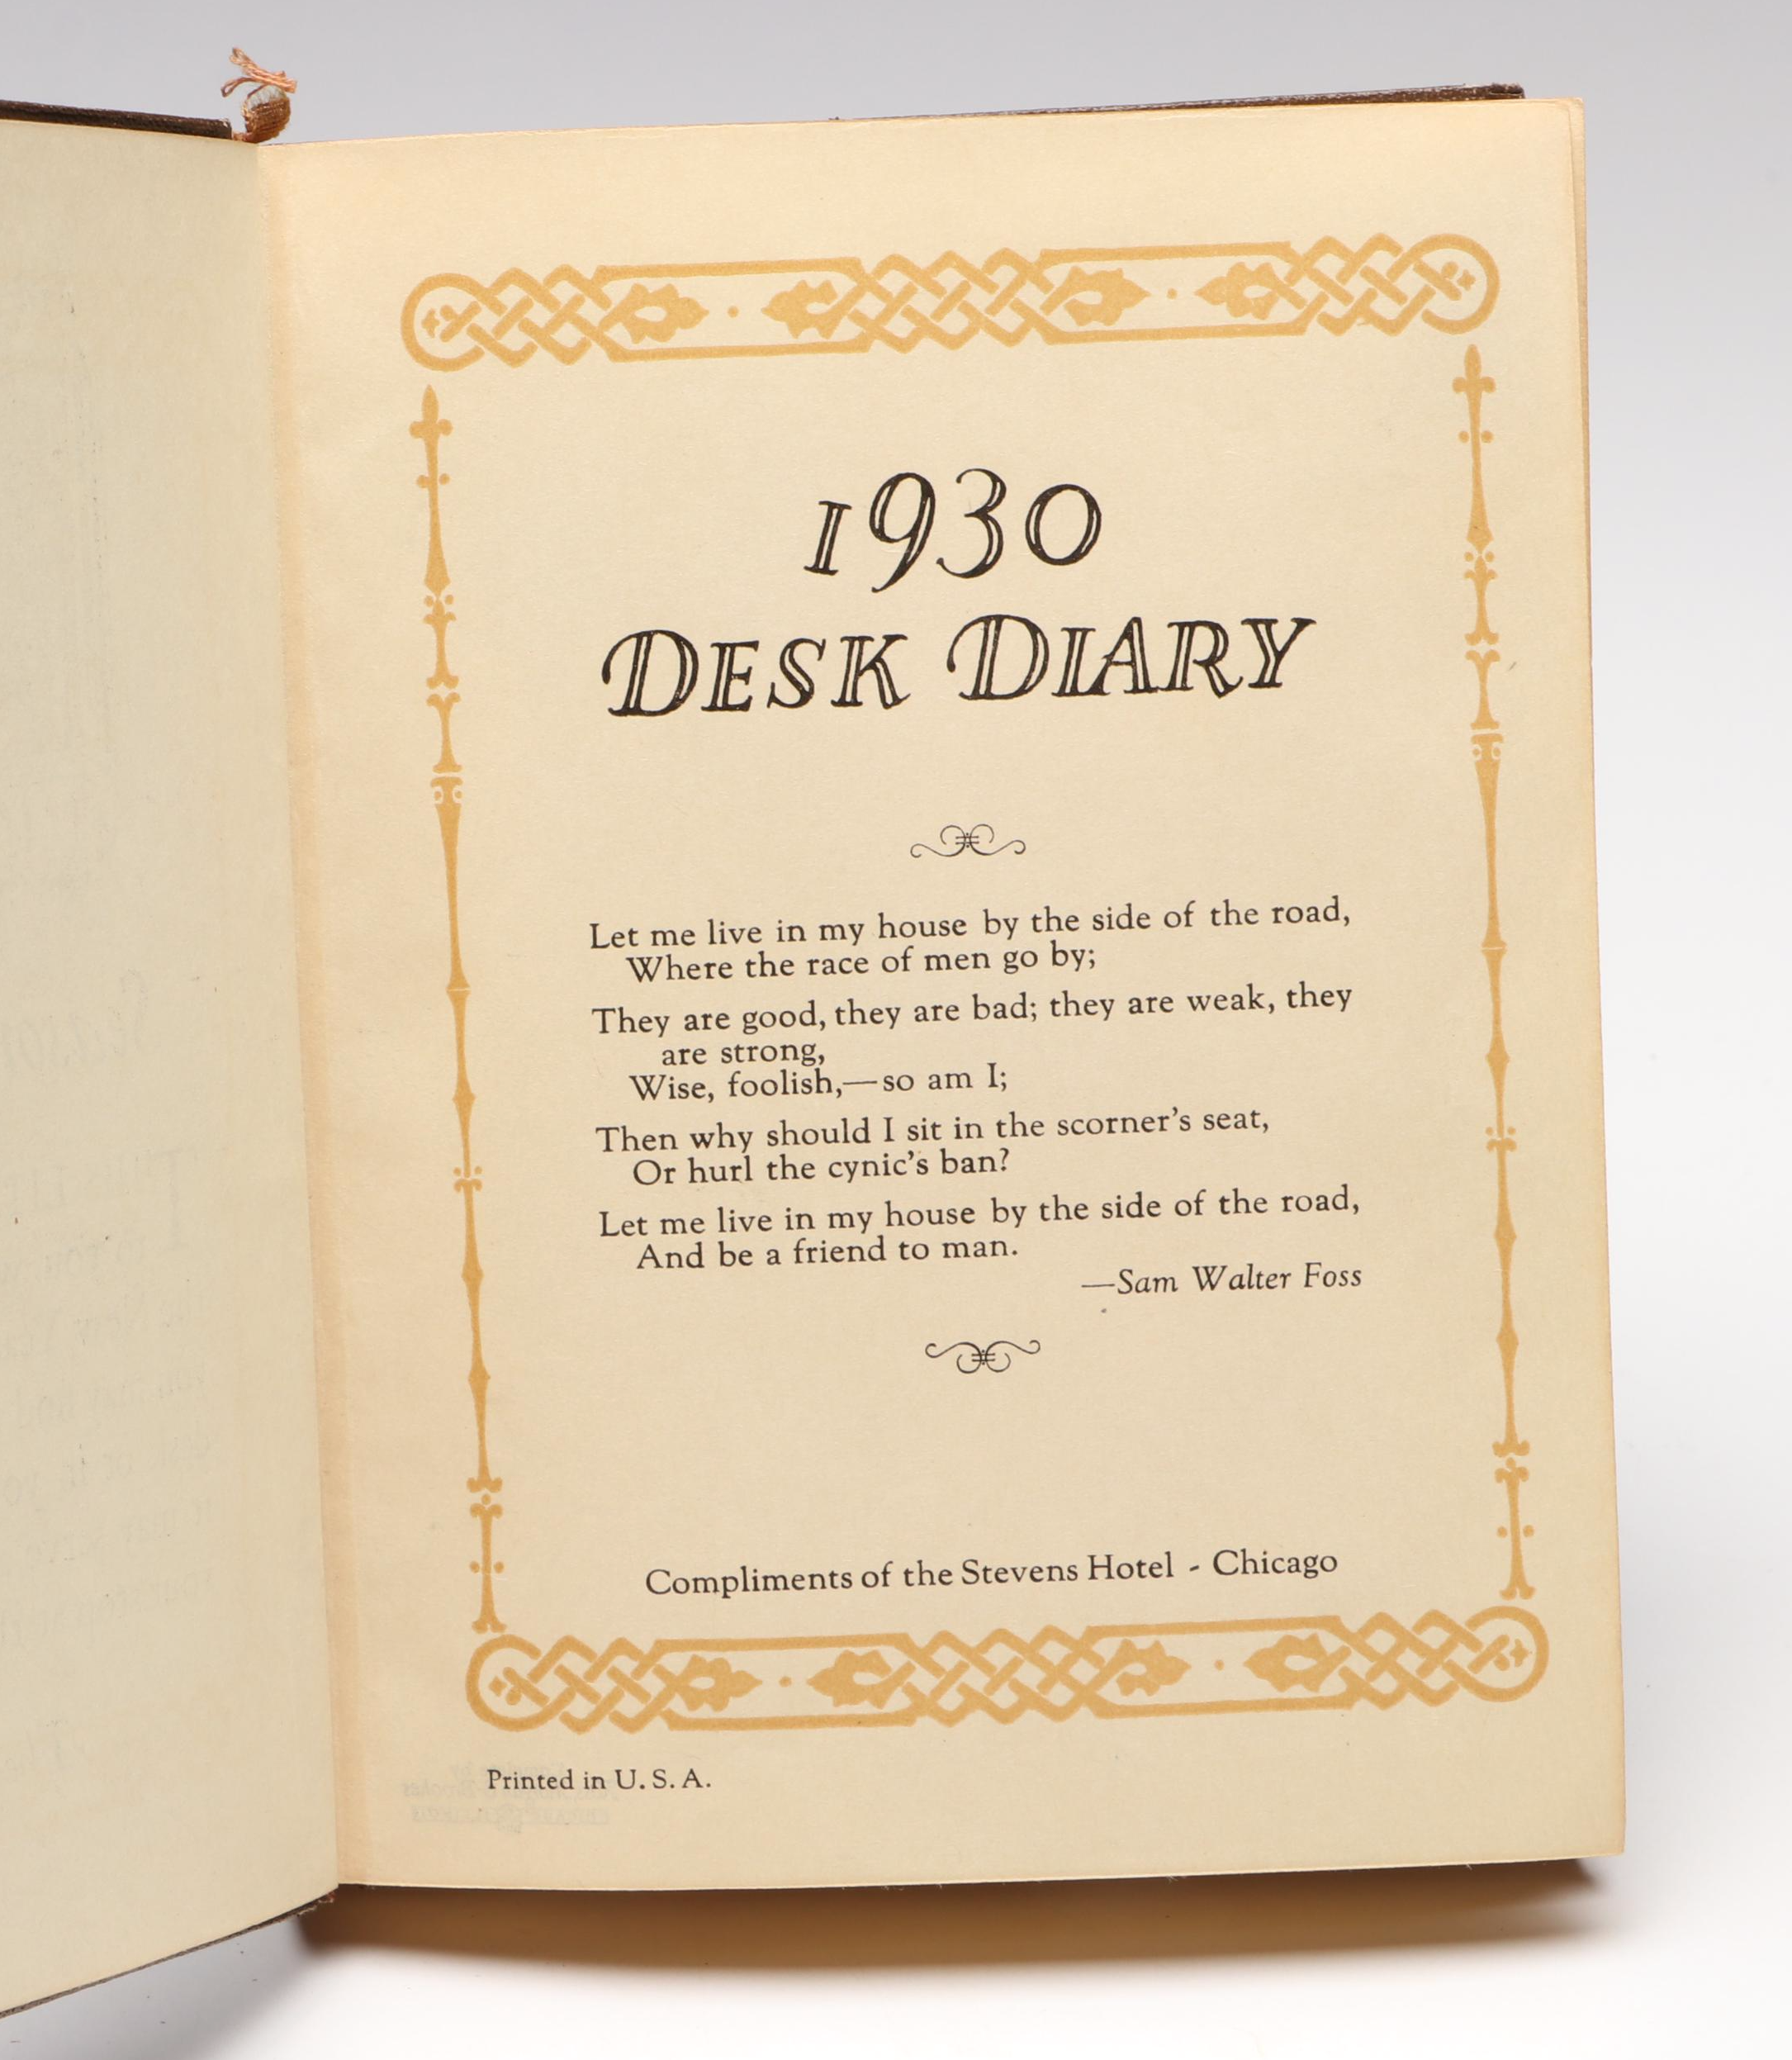 1930
DESK DIARY
Let me live in my house by the side of the road,
Where the race of men go by;
They are good, they are bad; they are weak, they
are strong,
Wise, foolish,—so am I;
Then why should I sit in the scorner's seat,
Or hurl the cynic's ban?
Let me live in my house by the side of the road,
And be a friend to man.
—Sam Walter Foss
Compliments of the Stevens Hotel - Chicago
Printed in U. S. A.